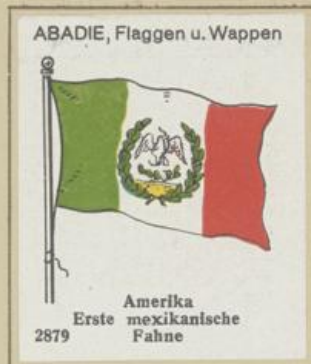 ABADIE, Flaggen u. Wappen
Amerika
Erste mexikanische
2879 Fahne